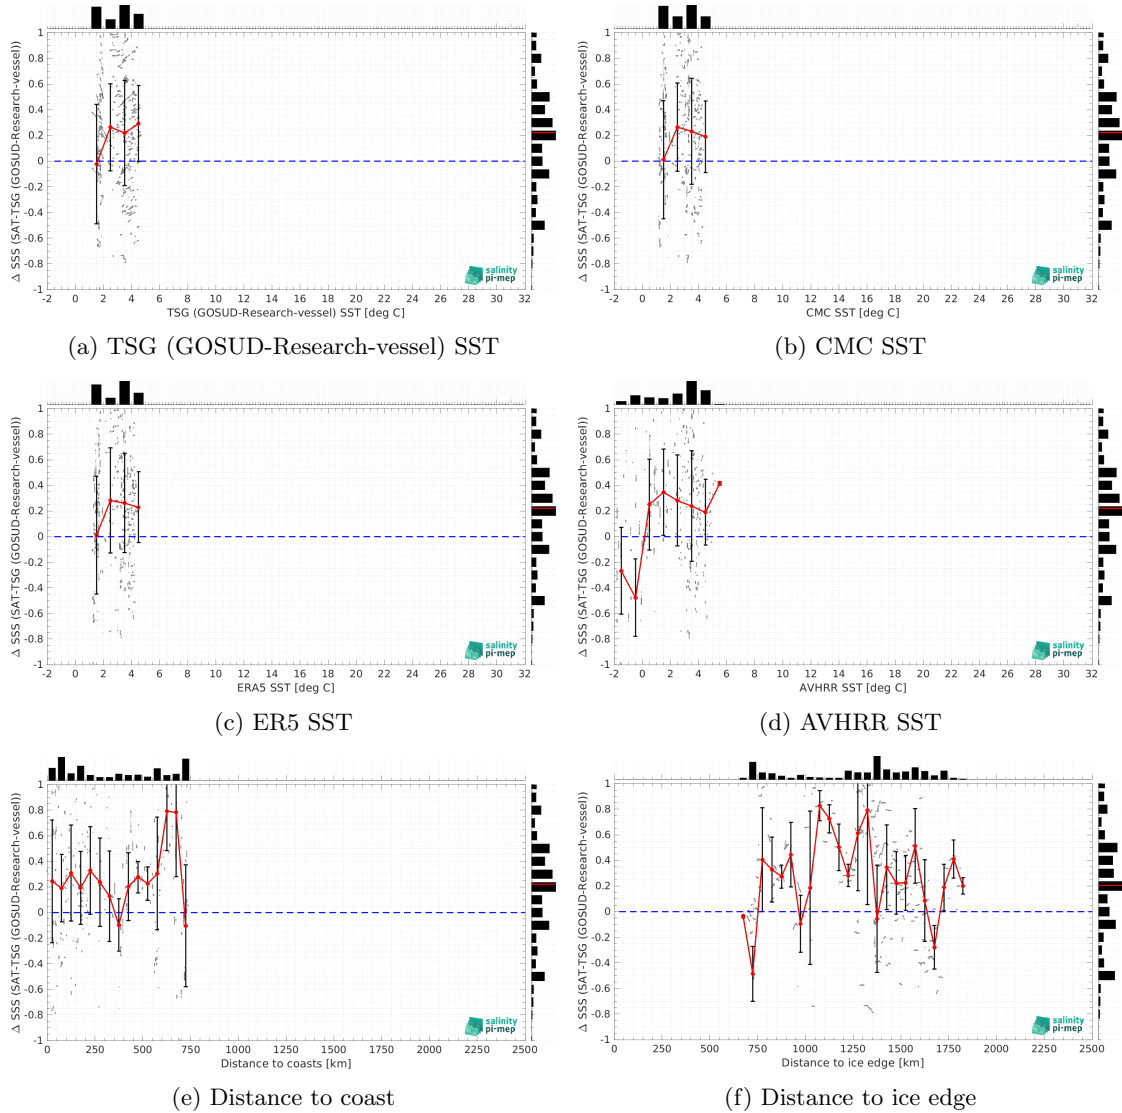 Δ SSS (SAT-TSG (GOSUD-Research-vessel))
1
0.8
0.6
0.4
0.2
0
-0.2
-0.4
-0.6
-0.8
-1
salinity
pi-mep
-2 0 2 4 6 8 10 12 14 16 18 20 22 24 26 28 30 32
TSG (GOSUD-Research-vessel) SST [deg C]
(a) TSG (GOSUD-Research-vessel) SST
Δ SSS (SAT-TSG (GOSUD-Research-vessel))
1
0.8
0.6
0.4
0.2
0
-0.2
-0.4
-0.6
-0.8
-1
salinity
pi-mep
-2 0 2 4 6 8 10 12 14 16 18 20 22 24 26 28 30 32
CMC SST [deg C]
(b) CMC SST
Δ SSS (SAT-TSG (GOSUD-Research-vessel))
1
0.8
0.6
0.4
0.2
0
-0.2
-0.4
-0.6
-0.8
-1
salinity
pi-mep
-2 0 2 4 6 8 10 12 14 16 18 20 22 24 26 28 30 32
ERA5 SST [deg C]
(c) ER5 SST
Δ SSS (SAT-TSG (GOSUD-Research-vessel))
1
0.8
0.6
0.4
0.2
0
-0.2
-0.4
-0.6
-0.8
-1
salinity
pi-mep
-2 0 2 4 6 8 10 12 14 16 18 20 22 24 26 28 30 32
AVHRR SST [deg C]
(d) AVHRR SST
Δ SSS (SAT-TSG (GOSUD-Research-vessel))
1
0.8
0.6
0.4
0.2
0
-0.2
-0.4
-0.6
-0.8
-1
salinity
pi-mep
0 250 500 750 1000 1250 1500 1750 2000 2250 2500
Distance to coasts [km]
(e) Distance to coast
Δ SSS (SAT-TSG (GOSUD-Research-vessel))
1
0.8
0.6
0.4
0.2
0
-0.2
-0.4
-0.6
-0.8
-1
salinity
pi-mep
0 250 500 750 1000 1250 1500 1750 2000 2250 2500
Distance to ice edge [km]
(f) Distance to ice edge